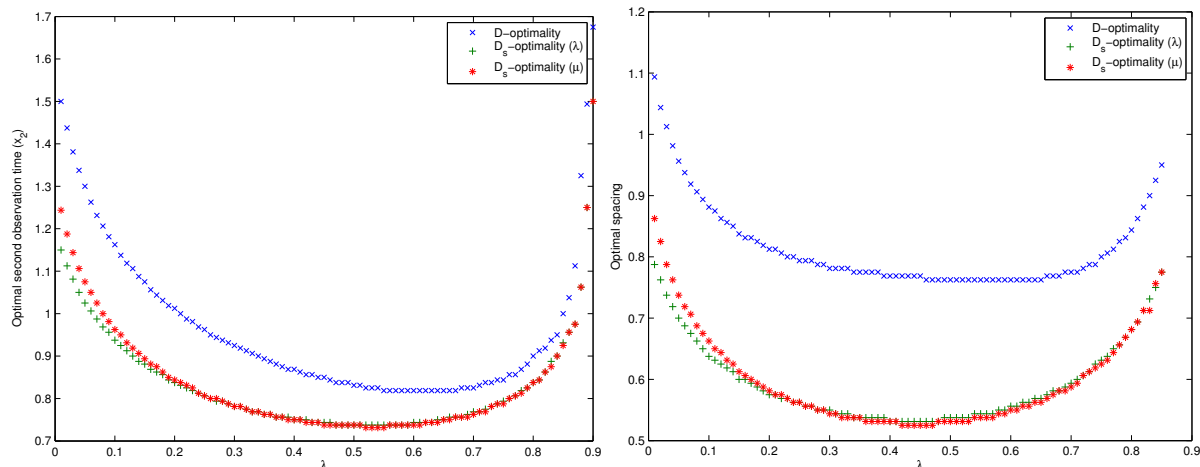 1.7
1.6
1.5
1.4
1.3
1.2
1.1
1
0.9
0.8
0.7
Optimal second observation time (x2)
D−optimality
Ds−optimality (λ)
Ds−optimality (μ)
0 0.1 0.2 0.3 0.4 0.5 0.6 0.7 0.8 0.9
λ
1.2
1.1
1
0.9
0.8
0.7
0.6
0.5
Optimal spacing
D−optimality
Ds−optimality (λ)
Ds−optimality (μ)
0 0.1 0.2 0.3 0.4 0.5 0.6 0.7 0.8 0.9
λ